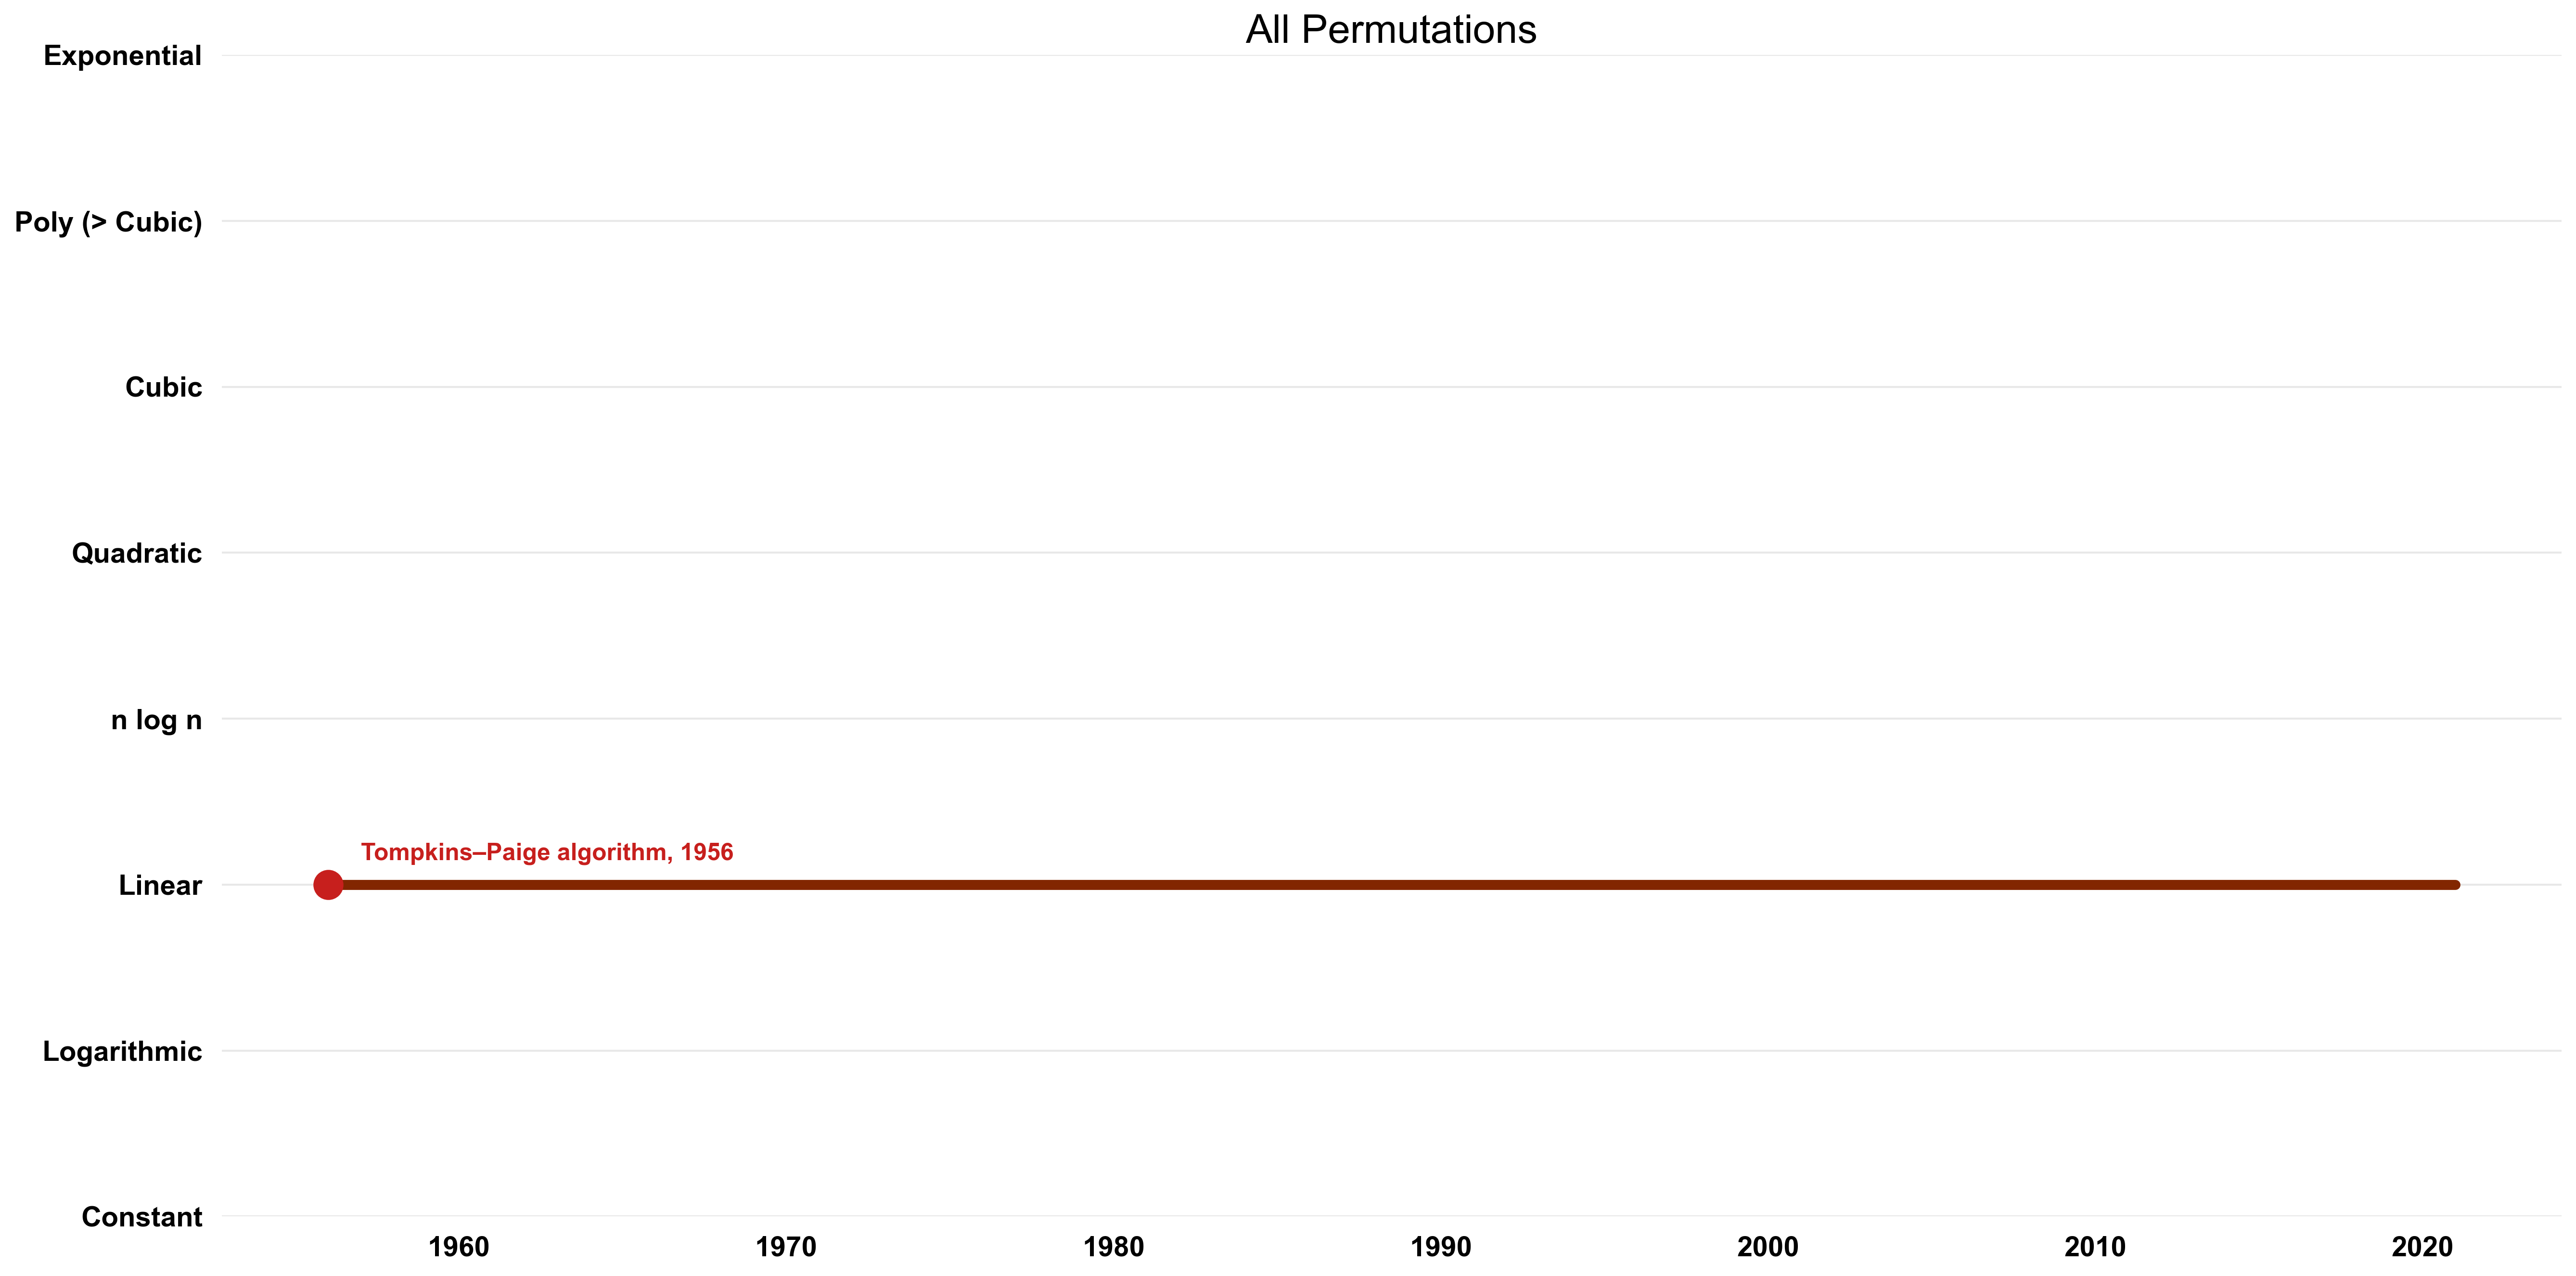 All Permutations
Exponential
Poly (> Cubic)
Cubic
Quadratic
n log n
Tompkins–Paige algorithm, 1956
Linear
Logarithmic
Constant
1960 1970 1980 1990 2000 2010 2020